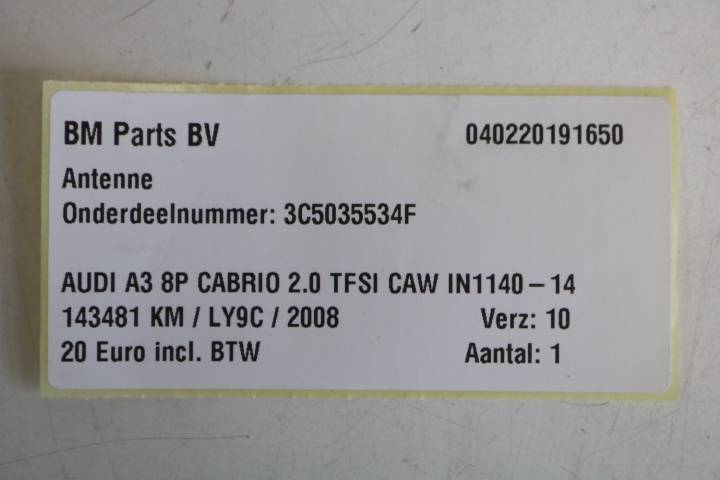 BM Parts BV 040220191650
Antenne
Onderdeelnummer: 3C5035534F
AUDI A3 8P CABRIO 2.0 TFSI CAW IN1140 – 14
143481 KM / LY9C / 2008 Verz: 10
20 Euro incl. BTW Aantal: 1